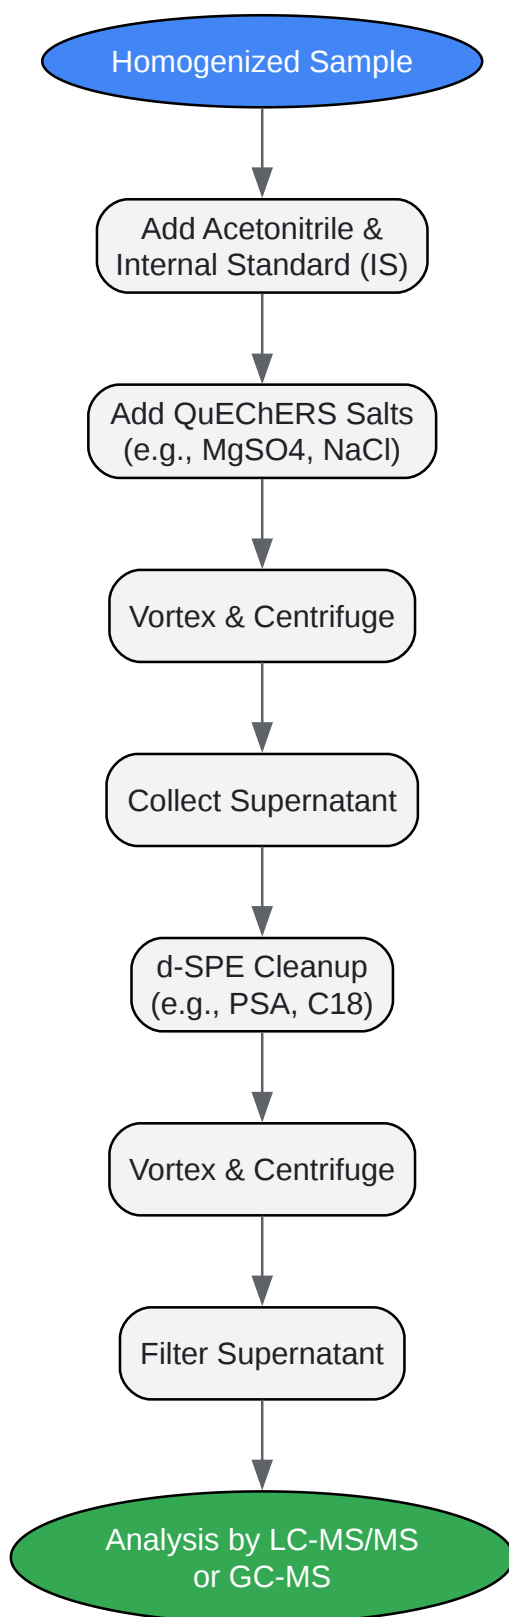 Homogenized Sample
Add Acetonitrile &
Internal Standard (IS)
Add QuEChERS Salts
(e.g., MgSO4, NaCl)
Vortex & Centrifuge
Collect Supernatant
d-SPE Cleanup
(e.g., PSA, C18)
Vortex & Centrifuge
Filter Supernatant
Analysis by LC-MS/MS
or GC-MS